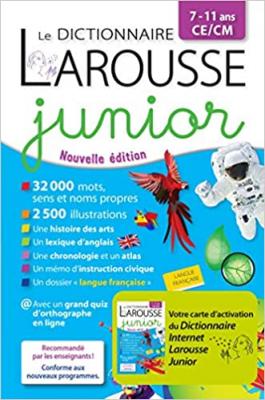 7 - 11 ans
CE/CM
LE DICTIONNAIRE
LAROUSSE
junior
Nouvelle édition
32 000 mots,
sens et noms propres
2 500 illustrations
Une histoire des arts
Un lexique d'anglais
Une chronologie et un atlas
Un mémo d'instruction civique
Un dossier « langue française »
LANGUE
FRANÇAISE
@ Avec un grand quiz
d'orthographe
en ligne
Recommandé
par les enseignants!
Conforme aux
nouveaux programmes.
LE DICTIONNAIRE
LAROUSSE
junior
Votre carte d'activation
du Dictionnaire
Internet
Larousse
Junior